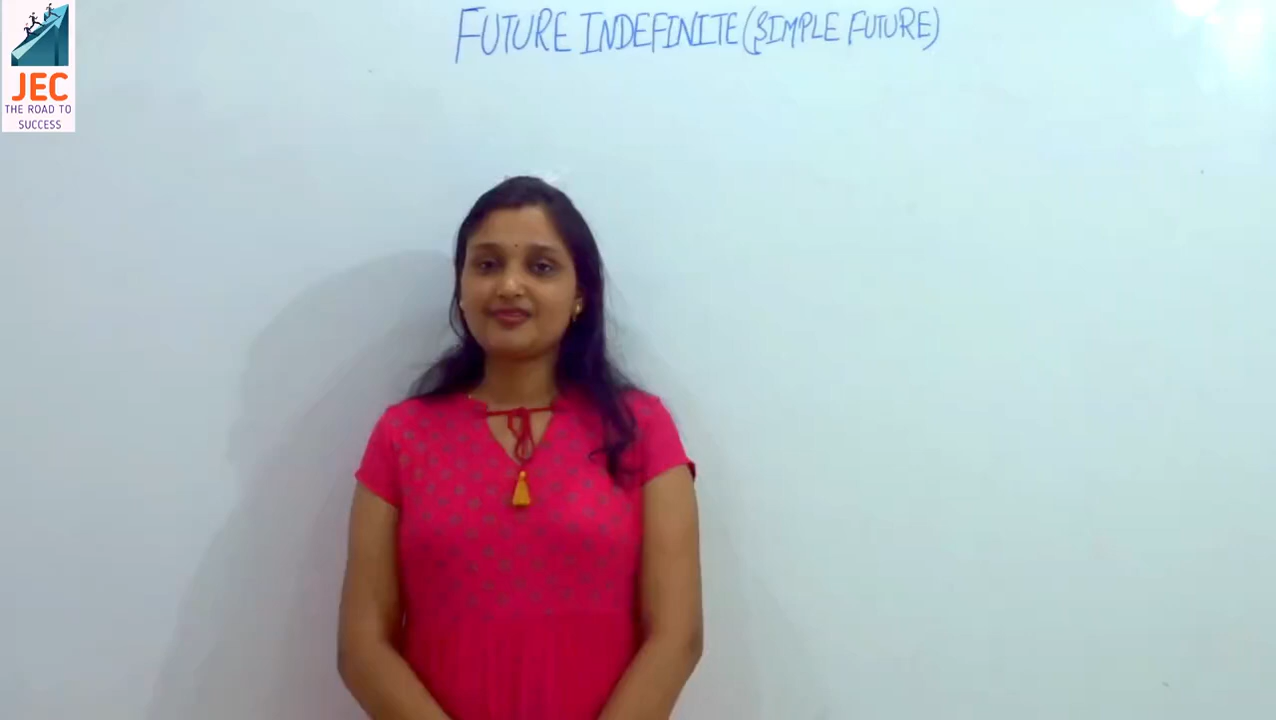 FUTURE INDEFINITE (SIMPLE FUTURE)
JEC
THE ROAD TO
SUCCESS